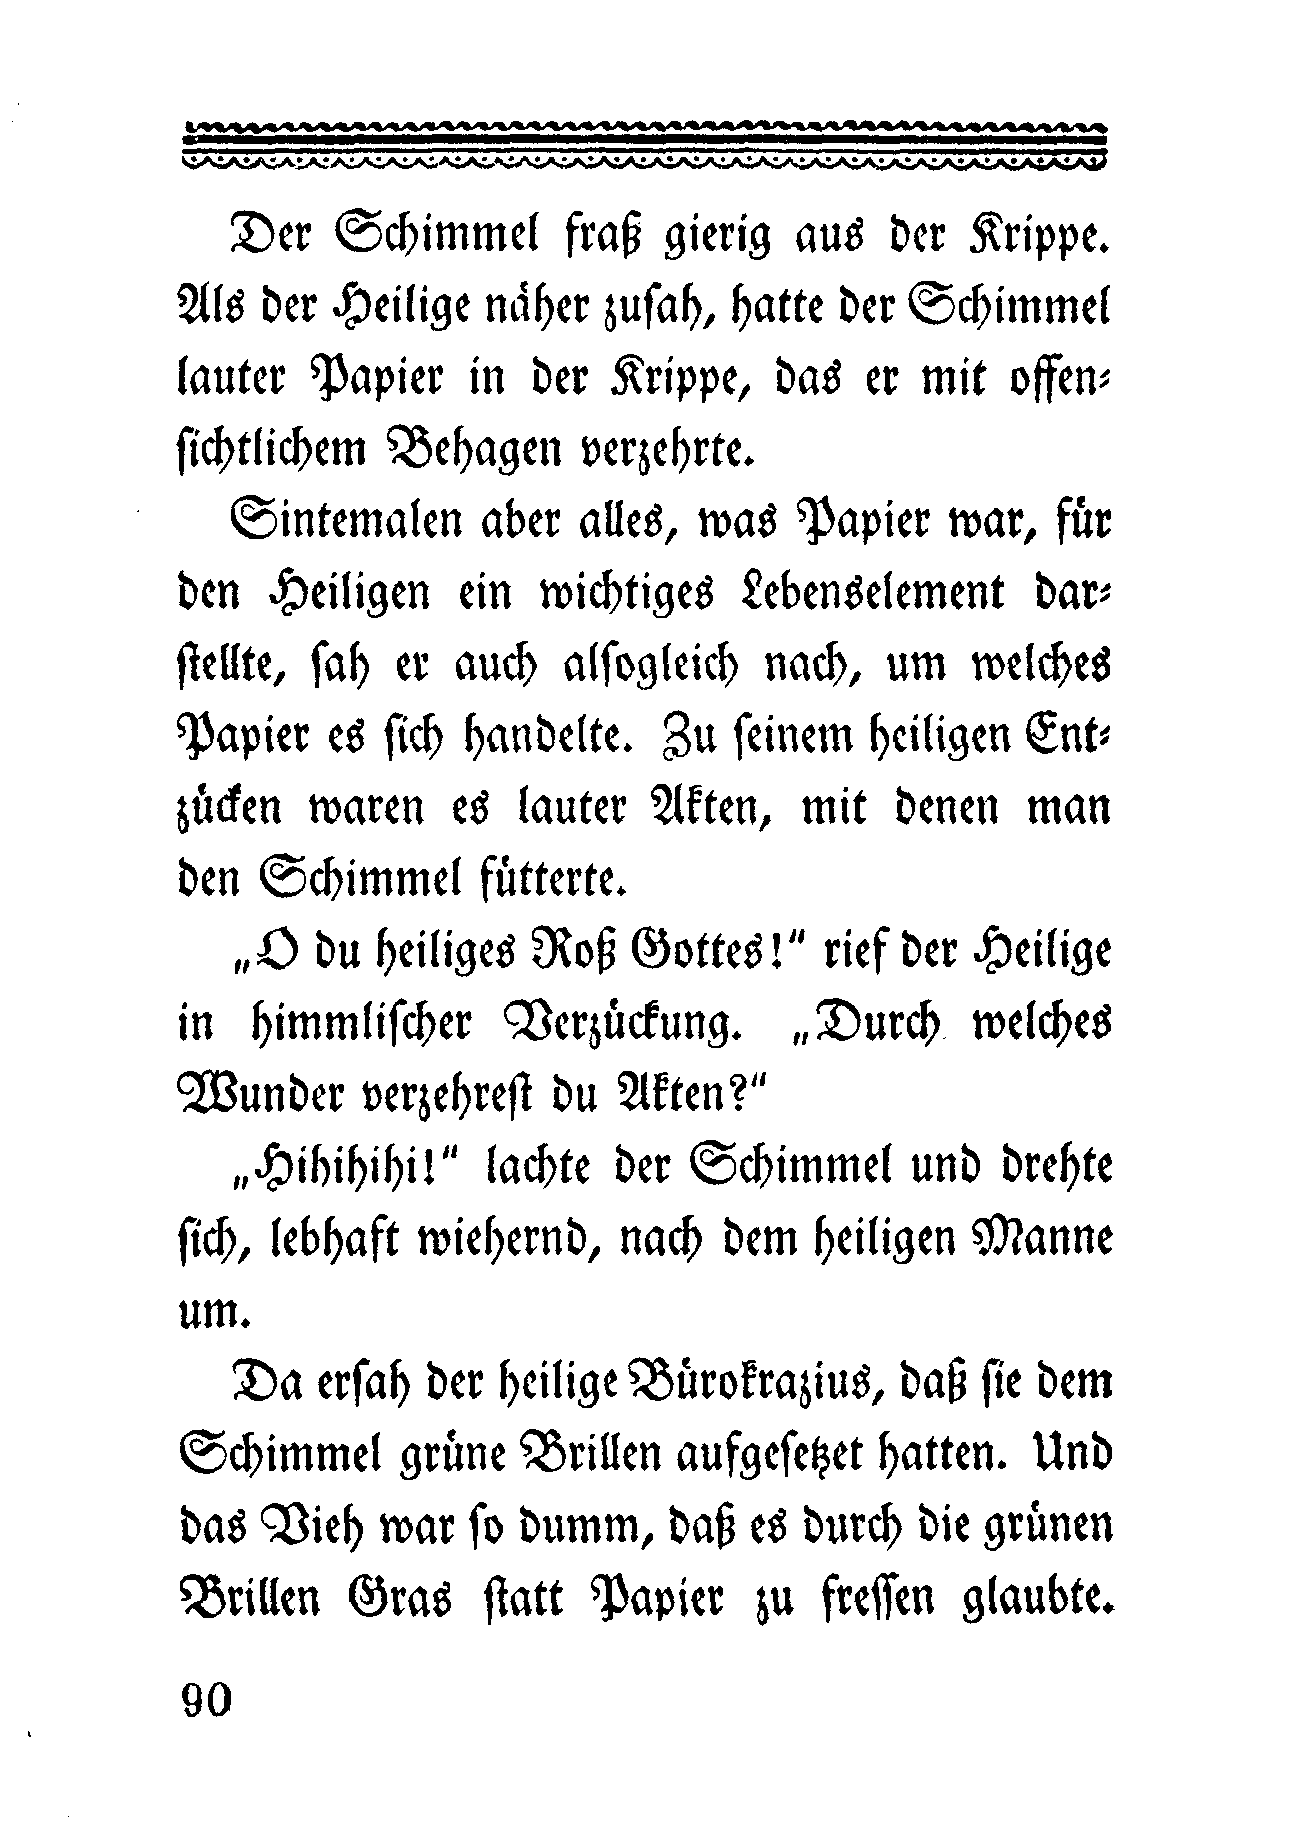 Der Schimmel fraß gierig aus der Krippe.
Als der Heilige näher zusah, hatte der Schimmel
lauter Papier in der Krippe, das er mit offen-
sichtlichem Behagen verzehrte.
Sintemalen aber alles, was Papier war, für
den Heiligen ein wichtiges Lebenselement dar-
stellte, sah er auch alsogleich nach, um welches
Papier es sich handelte. Zu seinem heiligen Ent-
zücken waren es lauter Akten, mit denen man
den Schimmel fütterte.
„O du heiliges Roß Gottes!“ rief der Heilige
in himmlischer Verzückung. „Durch welches
Wunder verzehrest du Akten?“
„Hihihihi!“ lachte der Schimmel und drehte
sich, lebhaft wiehernd, nach dem heiligen Manne
um.
Da ersah der heilige Bürokrazius, daß sie dem
Schimmel grüne Brillen aufgesetzet hatten. Und
das Vieh war so dumm, daß es durch die grünen
Brillen Gras statt Papier zu fressen glaubte.
90